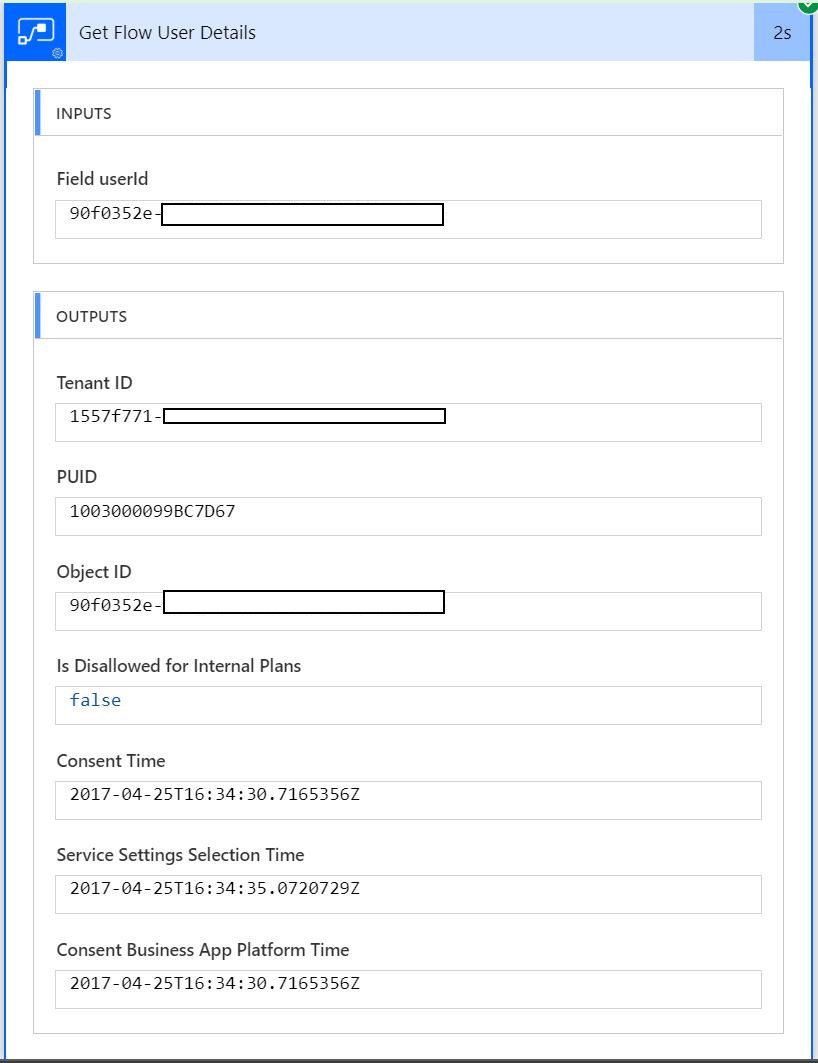 Get Flow User Details
2s
INPUTS
Field userId
90f0352e-
OUTPUTS
Tenant ID
1557f771-
PUID
1003000099BC7D67
Object ID
90f0352e-
Is Disallowed for Internal Plans
false
Consent Time
2017-04-25T16:34:30.7165356Z
Service Settings Selection Time
2017-04-25T16:34:35.0720729Z
Consent Business App Platform Time
2017-04-25T16:34:30.7165356Z